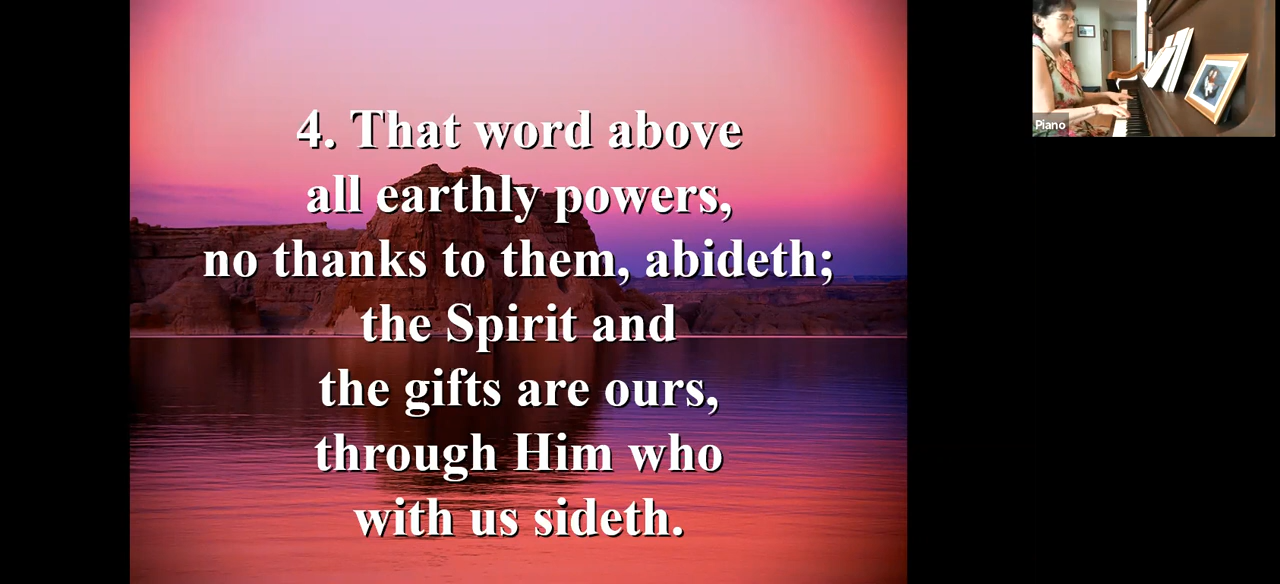 4. That word above
all earthly powers,
no thanks to them, abideth;
the Spirit and
the gifts are ours,
through Him who
with us sideth.
Piano